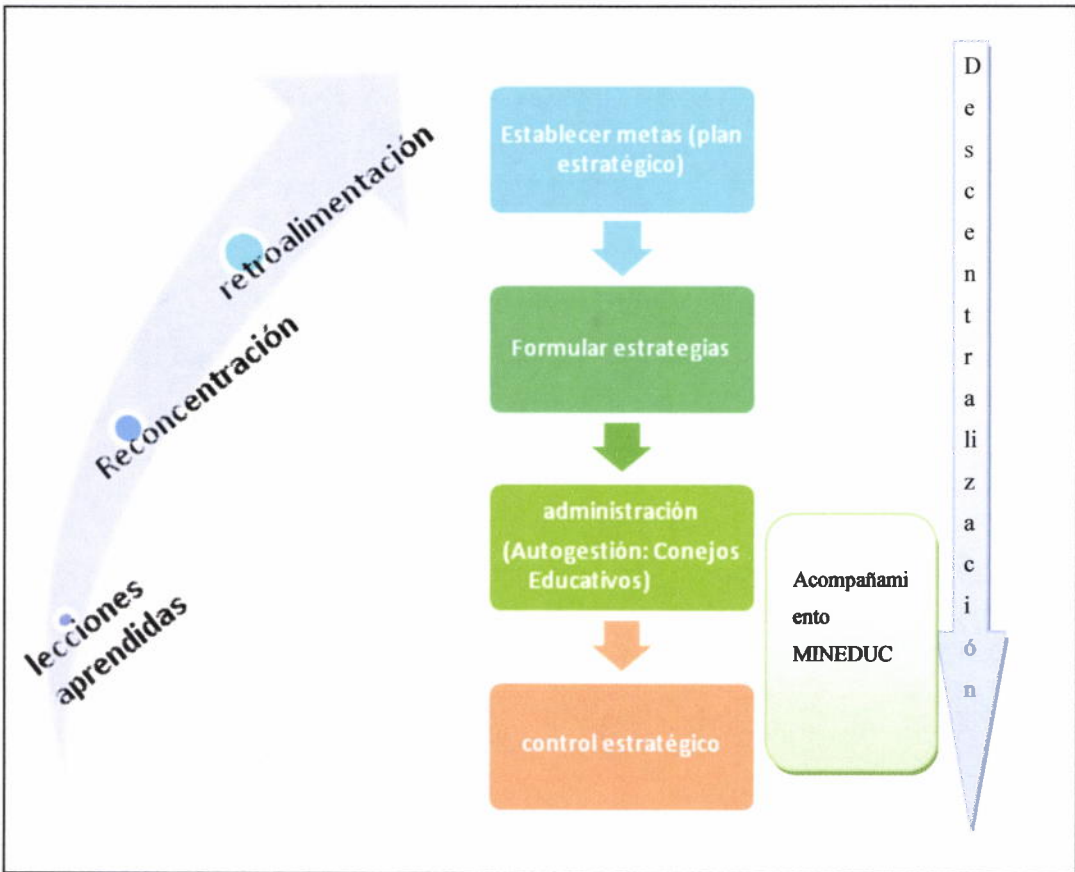 retroalimentación
Reconcentración
lecciones
aprendidas
Establecer metas (plan
estratégico)
Formular estrategias
administración
(Autogestión: Conejos
Educativos)
control estratégico
Acompañami
ento
MINEDUC
D
e
s
c
e
n
t
r
a
li
z
a
c
i
ó
n